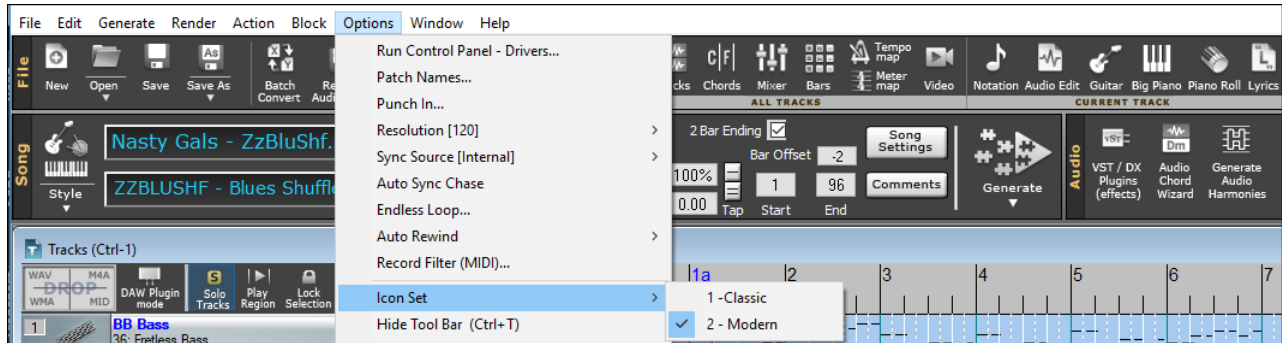 File Edit Generate Render Action Block Options Window Help
File
New
Open
Save
As
Save As
Batch
Convert
Run Control Panel - Drivers...
Patch Names...
Punch In...
Resolution [120]
Sync Source [Internal]
Auto Sync Chase
Endless Loop...
Auto Rewind
Record Filter (MIDI)...
Icon Set
Hide Tool Bar (Ctrl+T)
1 -Classic
2 - Modern
C|F|
Chords
Mixer
Bars
Tempo
map
Meter
map
Video
ALL TRACKS
Notation
Audio Edit
Guitar
Big Piano
Piano Roll
Lyrics
CURRENT TRACK
Song
Style
Nasty Gals - ZzBluShf..
ZZBLUSHF - Blues Shuffle
2 Bar Ending
Bar Offset -2
100%
0.00
Tap
1
Start
96
End
Song
Settings
Comments
Generate
Audio
VST
VST / DX
Plugins
(effects)
Dm
Audio
Chord
Wizard
Generate
Audio
Harmonies
Tracks (Ctrl-1)
WAV M4A
DROP
WMA MID
DAW Plugin
mode
S
Solo
Tracks
Play
Region
Lock
Selection
1a 2 3 4 5 6 7
1
BB Bass
36: Fretless Bass